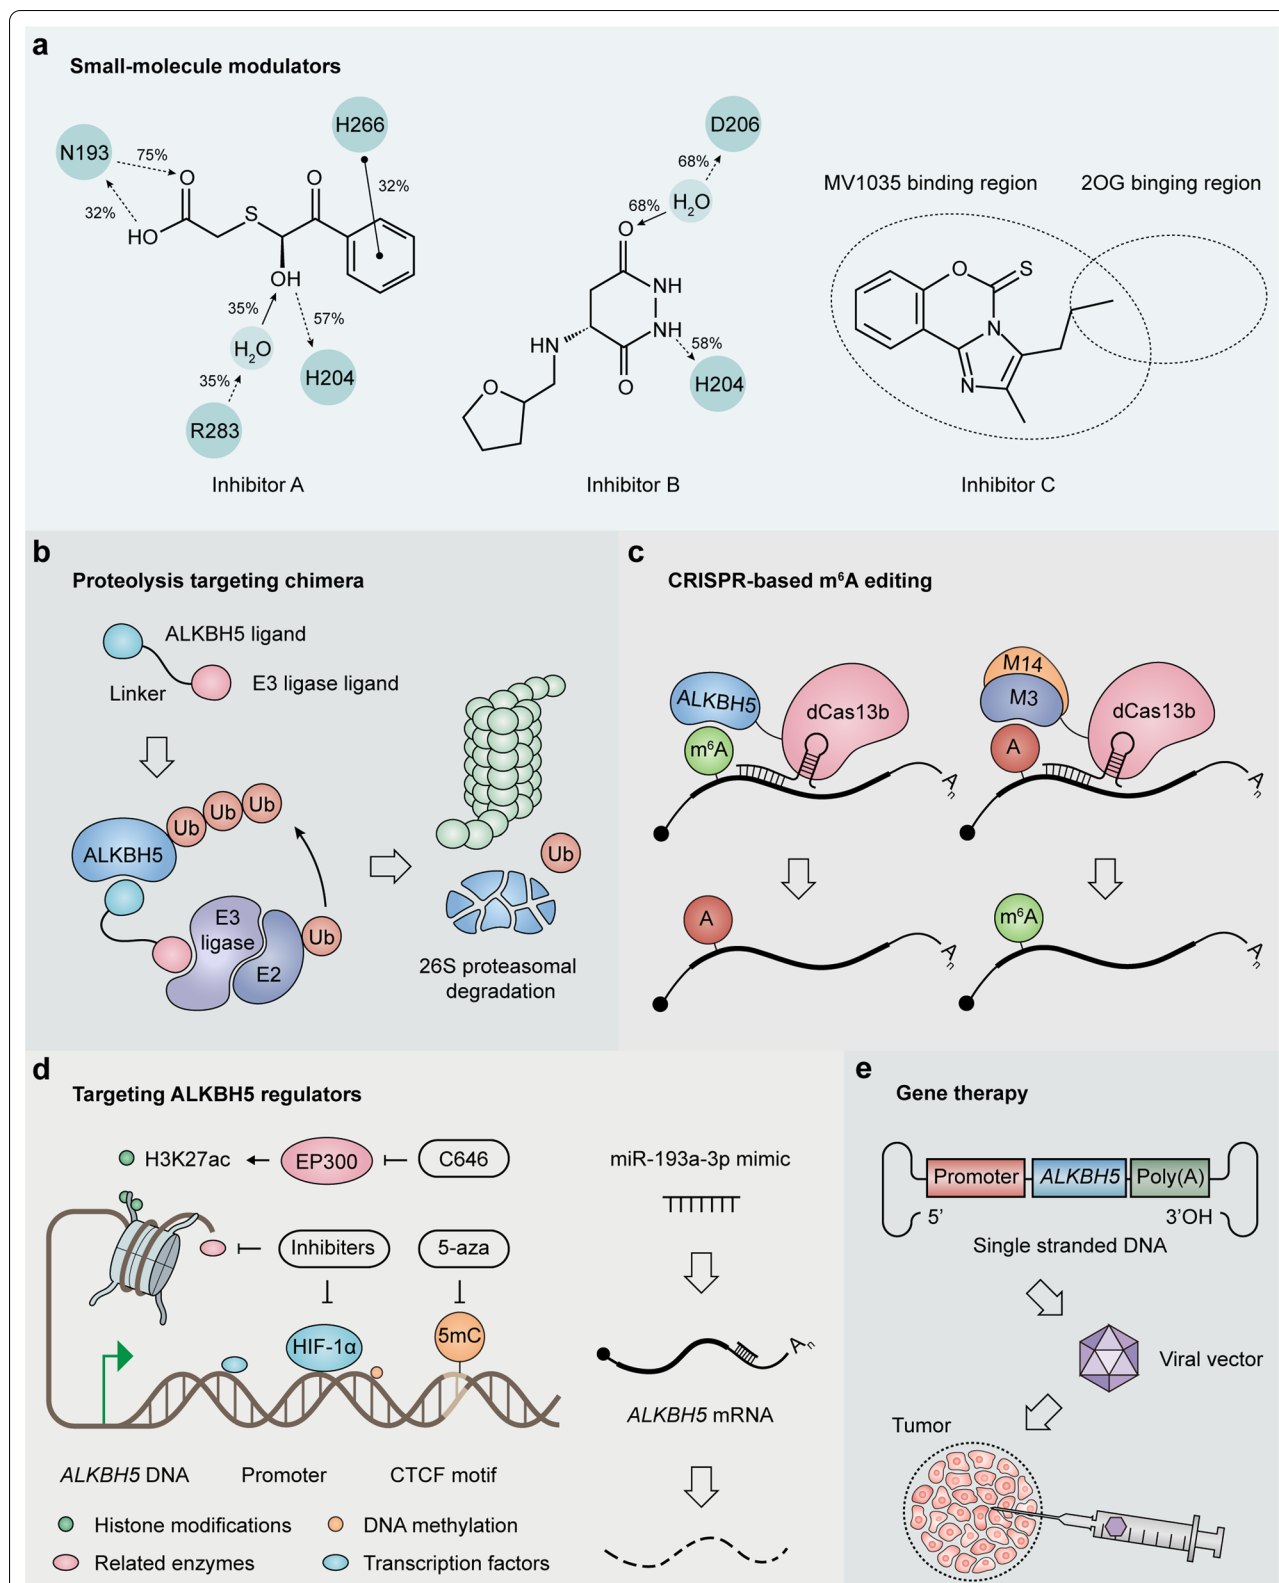 a
Small-molecule modulators
H266
D206
N193
75%
32%
O
O
32%
S
HO
OH
35%
57%
H₂O
H204
35%
R283
Inhibitor A
68%
H₂O
68%
O
NH
NH
HN
58%
O
O
H204
Inhibitor B
MV1035 binding region
2OG binging region
O
S
N
N
Inhibitor C
b
Proteolysis targeting chimera
ALKBH5 ligand
Linker
E3 ligase ligand
Ub
Ub
Ub
ALKBH5
E3
ligase
E2
Ub
Ub
26S proteasomal
degradation
c
CRISPR-based m⁶A editing
ALKBH5
dCas13b
m⁶A
Aₙ
M14
M3
dCas13b
A
Aₙ
A
Aₙ
m⁶A
Aₙ
d
Targeting ALKBH5 regulators
H3K27ac
EP300
C646
Inhibiters
5-aza
HIF-1α
5mC
ALKBH5 DNA
Promoter
CTCF motif
Histone modifications
DNA methylation
Related enzymes
Transcription factors
miR-193a-3p mimic
Aₙ
ALKBH5 mRNA
e
Gene therapy
Promoter
ALKBH5
Poly(A)
5’
3’OH
Single stranded DNA
Viral vector
Tumor